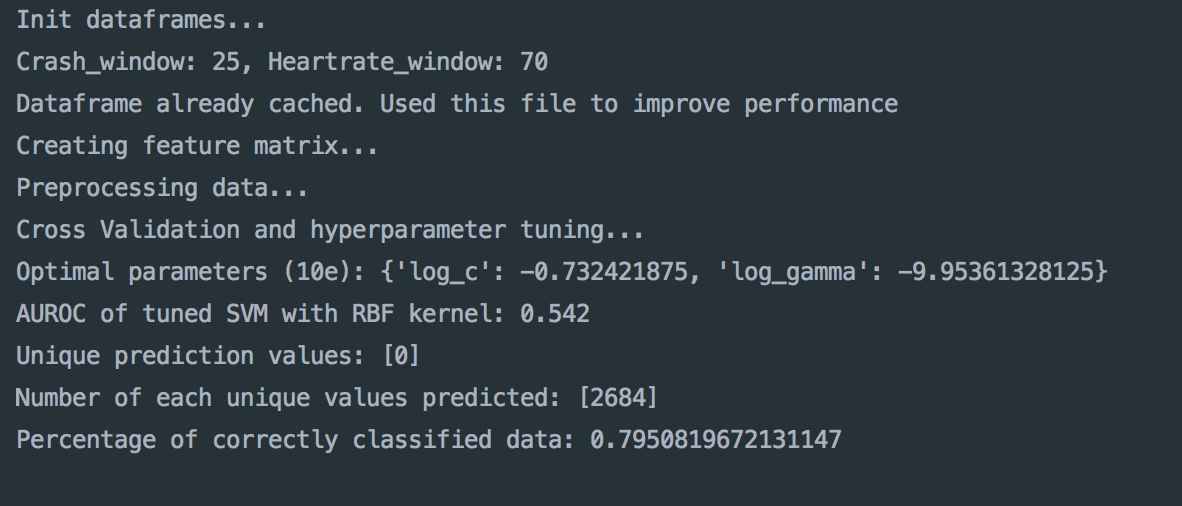 Init dataframes...
Crash_window: 25, Heartrate_window: 70
Dataframe already cached. Used this file to improve performance
Creating feature matrix...
Preprocessing data...
Cross Validation and hyperparameter tuning...
Optimal parameters (10e): {'log_c': -0.732421875, 'log_gamma': -9.95361328125}
AUROC of tuned SVM with RBF kernel: 0.542
Unique prediction values: [0]
Number of each unique values predicted: [2684]
Percentage of correctly classified data: 0.7950819672131147